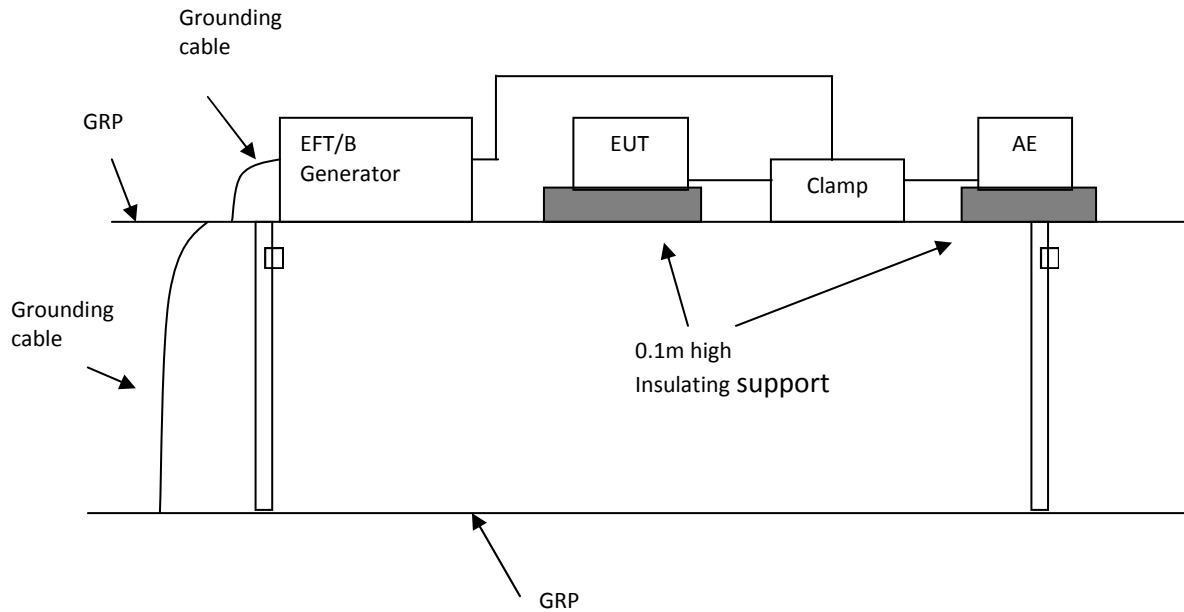 Grounding
cable
GRP
EFT/B
Generator
EUT
Clamp
AE
Grounding
cable
0.1m high
Insulating support
GRP